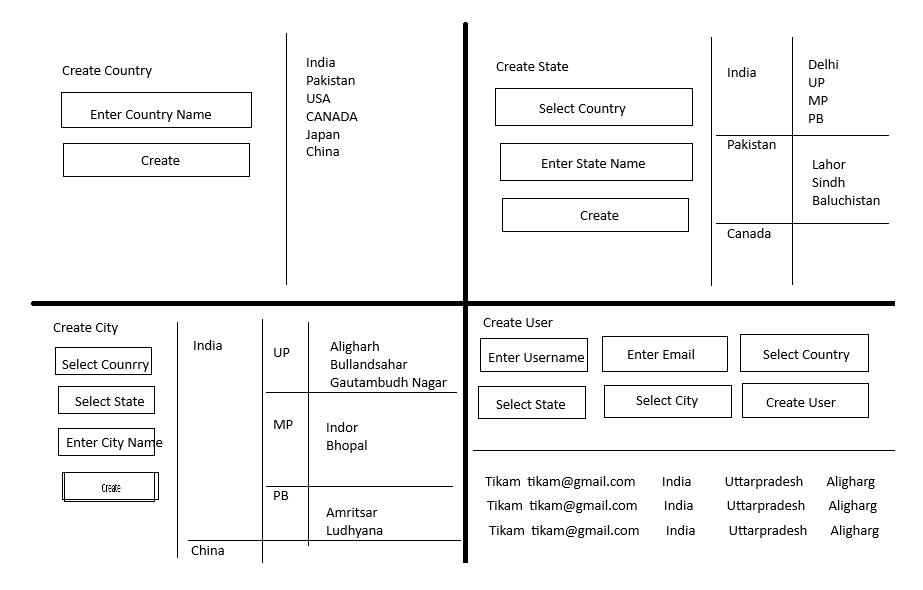 Create Country
Enter Country Name
Create
India
Pakistan
USA
CANADA
Japan
China
Create State
Select Country
Enter State Name
Create
India
Delhi
UP
MP
PB
Pakistan
Lahor
Sindh
Baluchistan
Canada
Create City
Select Counrry
Select State
Enter City Name
Create
India
UP
Aligharh
Bullandsahar
Gautambudh Nagar
MP
Indor
Bhopal
PB
Amritsar
Ludhyana
China
Create User
Enter Username
Enter Email
Select Country
Select State
Select City
Create User
Tikam tikam@gmail.com India Uttarpradesh Aligharg
Tikam tikam@gmail.com India Uttarpradesh Aligharg
Tikam tikam@gmail.com India Uttarpradesh Aligharg